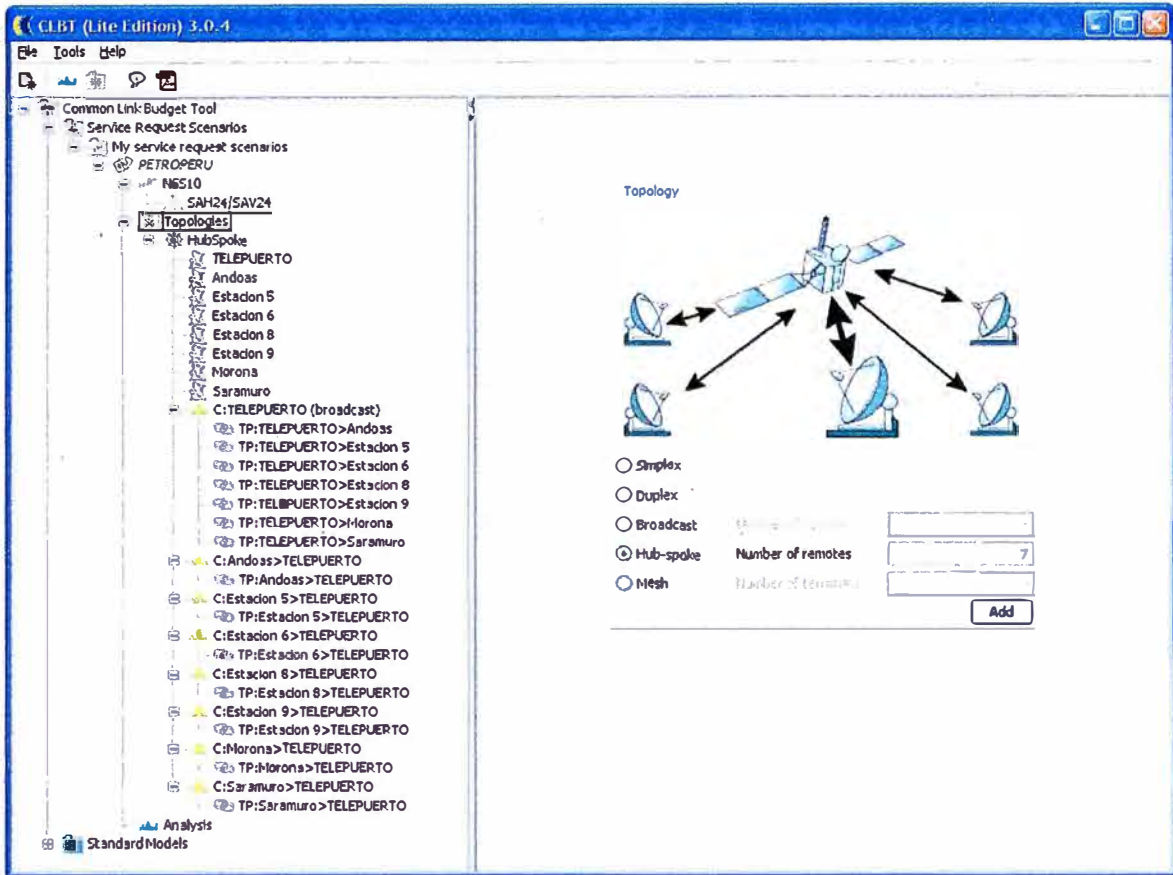 CLBT (Lite Edition) 3.0.4
File Tools Help
Common Link Budget Tool
Service Request Scenarios
My service request scenarios
PETROPERU
NSS10
SAH24/SAV24
Topologies
HubSpoke
TELEPUERTO
Andoas
Estacion 5
Estacion 6
Estacion 8
Estacion 9
Morona
Saramuro
C:TELEPUERTO (broadcast)
TP:TELEPUERTO>Andoas
TP:TELEPUERTO>Estacion 5
TP:TELEPUERTO>Estacion 6
TP:TELEPUERTO>Estacion 8
TP:TELEPUERTO>Estacion 9
TP:TELEPUERTO>Morona
TP:TELEPUERTO>Saramuro
C:Andoas>TELEPUERTO
TP:Andoas>TELEPUERTO
C:Estacion 5>TELEPUERTO
TP:Estacion 5>TELEPUERTO
C:Estacion 6>TELEPUERTO
TP:Estacion 6>TELEPUERTO
C:Estacion 8>TELEPUERTO
TP:Estacion 8>TELEPUERTO
C:Estacion 9>TELEPUERTO
TP:Estacion 9>TELEPUERTO
C:Morona>TELEPUERTO
TP:Morona>TELEPUERTO
C:Saramuro>TELEPUERTO
TP:Saramuro>TELEPUERTO
Analysis
Standard Models
Topology
Simplex
Duplex
Broadcast
Hub-spoke Number of remotes 7
Mesh Number of
Add